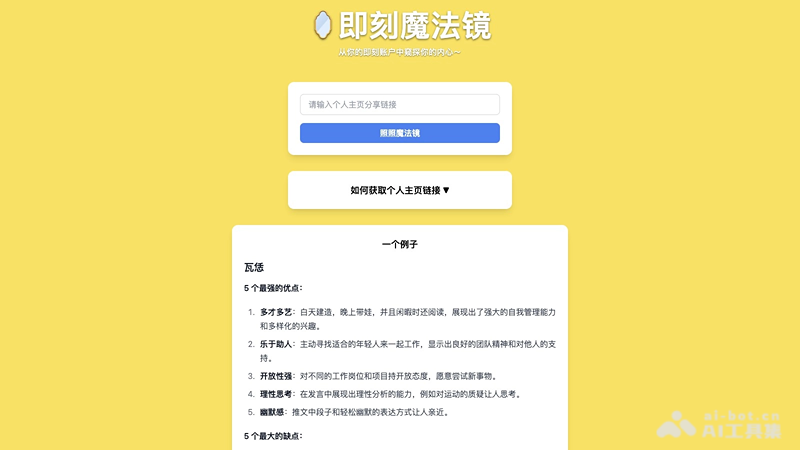 即刻魔法镜
从你的即刻账户中窥探你的内心～
请输入个人主页分享链接
照照魔法镜
如何获取个人主页链接 ▼
一个例子
瓦恁
5 个最强的优点：
1. 多才多艺：白天建造，晚上带娃，并且闲暇时还阅读，展现出了强大的自我管理能力
和多样化的兴趣。
2. 乐于助人：主动寻找适合的年轻人来一起工作，显示出良好的团队精神和对他人的支
持。
3. 开放性强：对不同的工作岗位和项目持开放态度，愿意尝试新事物。
4. 理性思考：在发言中展现出理性分析的能力，例如对运动的质疑让人思考。
5. 幽默感：推文中段子和轻松幽默的表达方式让人亲近。
5 个最大的缺点：
ai-bot.cn
AI工具集